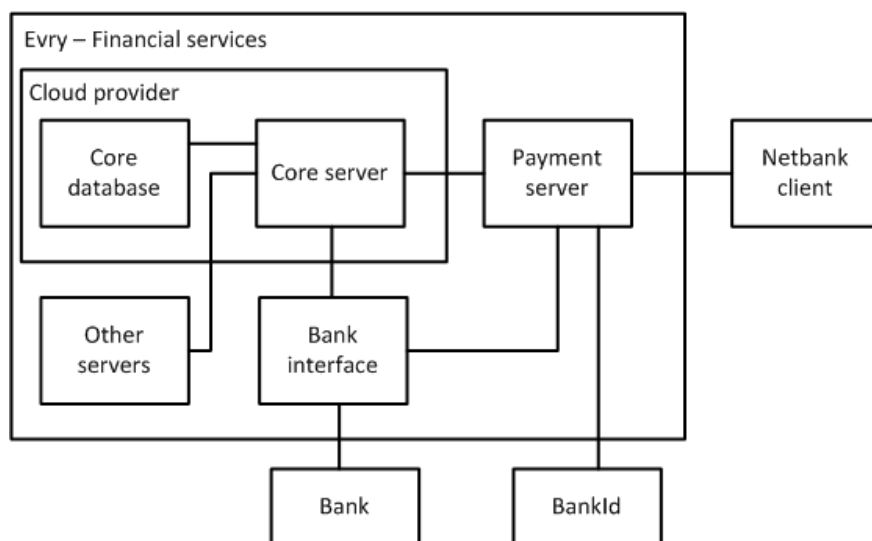 Evry – Financial services
Cloud provider
Core
database
Core server
Payment
server
Netbank
client
Other
servers
Bank
interface
Bank
BankId